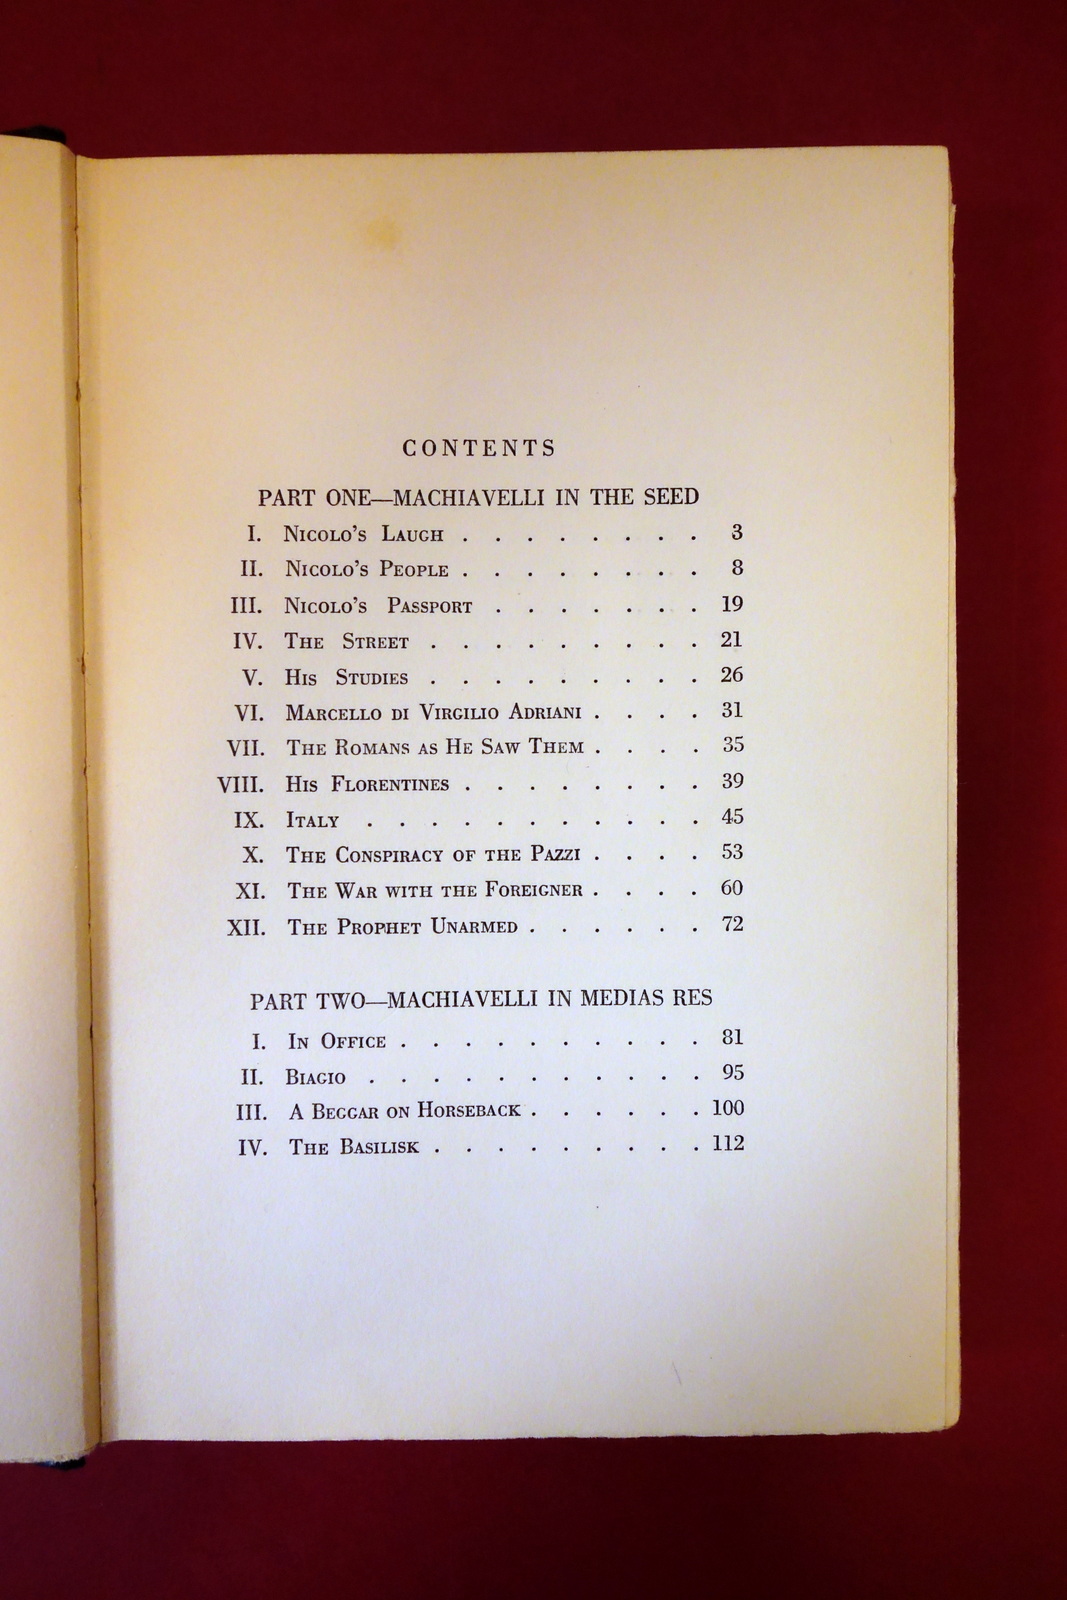 CONTENTS
PART ONE—MACHIAVELLI IN THE SEED
I. Nicolo's Laugh . . . . . . . . 3
II. Nicolo's People . . . . . . . . 8
III. Nicolo's Passport . . . . . . . 19
IV. The Street . . . . . . . . . 21
V. His Studies . . . . . . . . . 26
VI. Marcello di Virgilio Adriani . . . . 31
VII. The Romans as He Saw Them . . . . 35
VIII. His Florentines . . . . . . . . 39
IX. Italy . . . . . . . . . . . 45
X. The Conspiracy of the Pazzi . . . . 53
XI. The War with the Foreigner . . . . 60
XII. The Prophet Unarmed . . . . . . 72
PART TWO—MACHIAVELLI IN MEDIAS RES
I. In Office . . . . . . . . . . 81
II. Biagio . . . . . . . . . . . 95
III. A Beggar on Horseback . . . . . . 100
IV. The Basilisk . . . . . . . . . 112